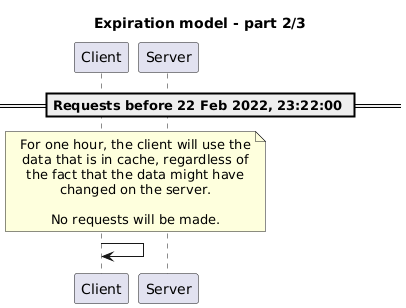 Expiration model - part 2/3
Client Server
Requests before 22 Feb 2022, 23:22:00
For one hour, the client will use the
data that is in cache, regardless of
the fact that the data might have
changed on the server.
No requests will be made.
Client Server